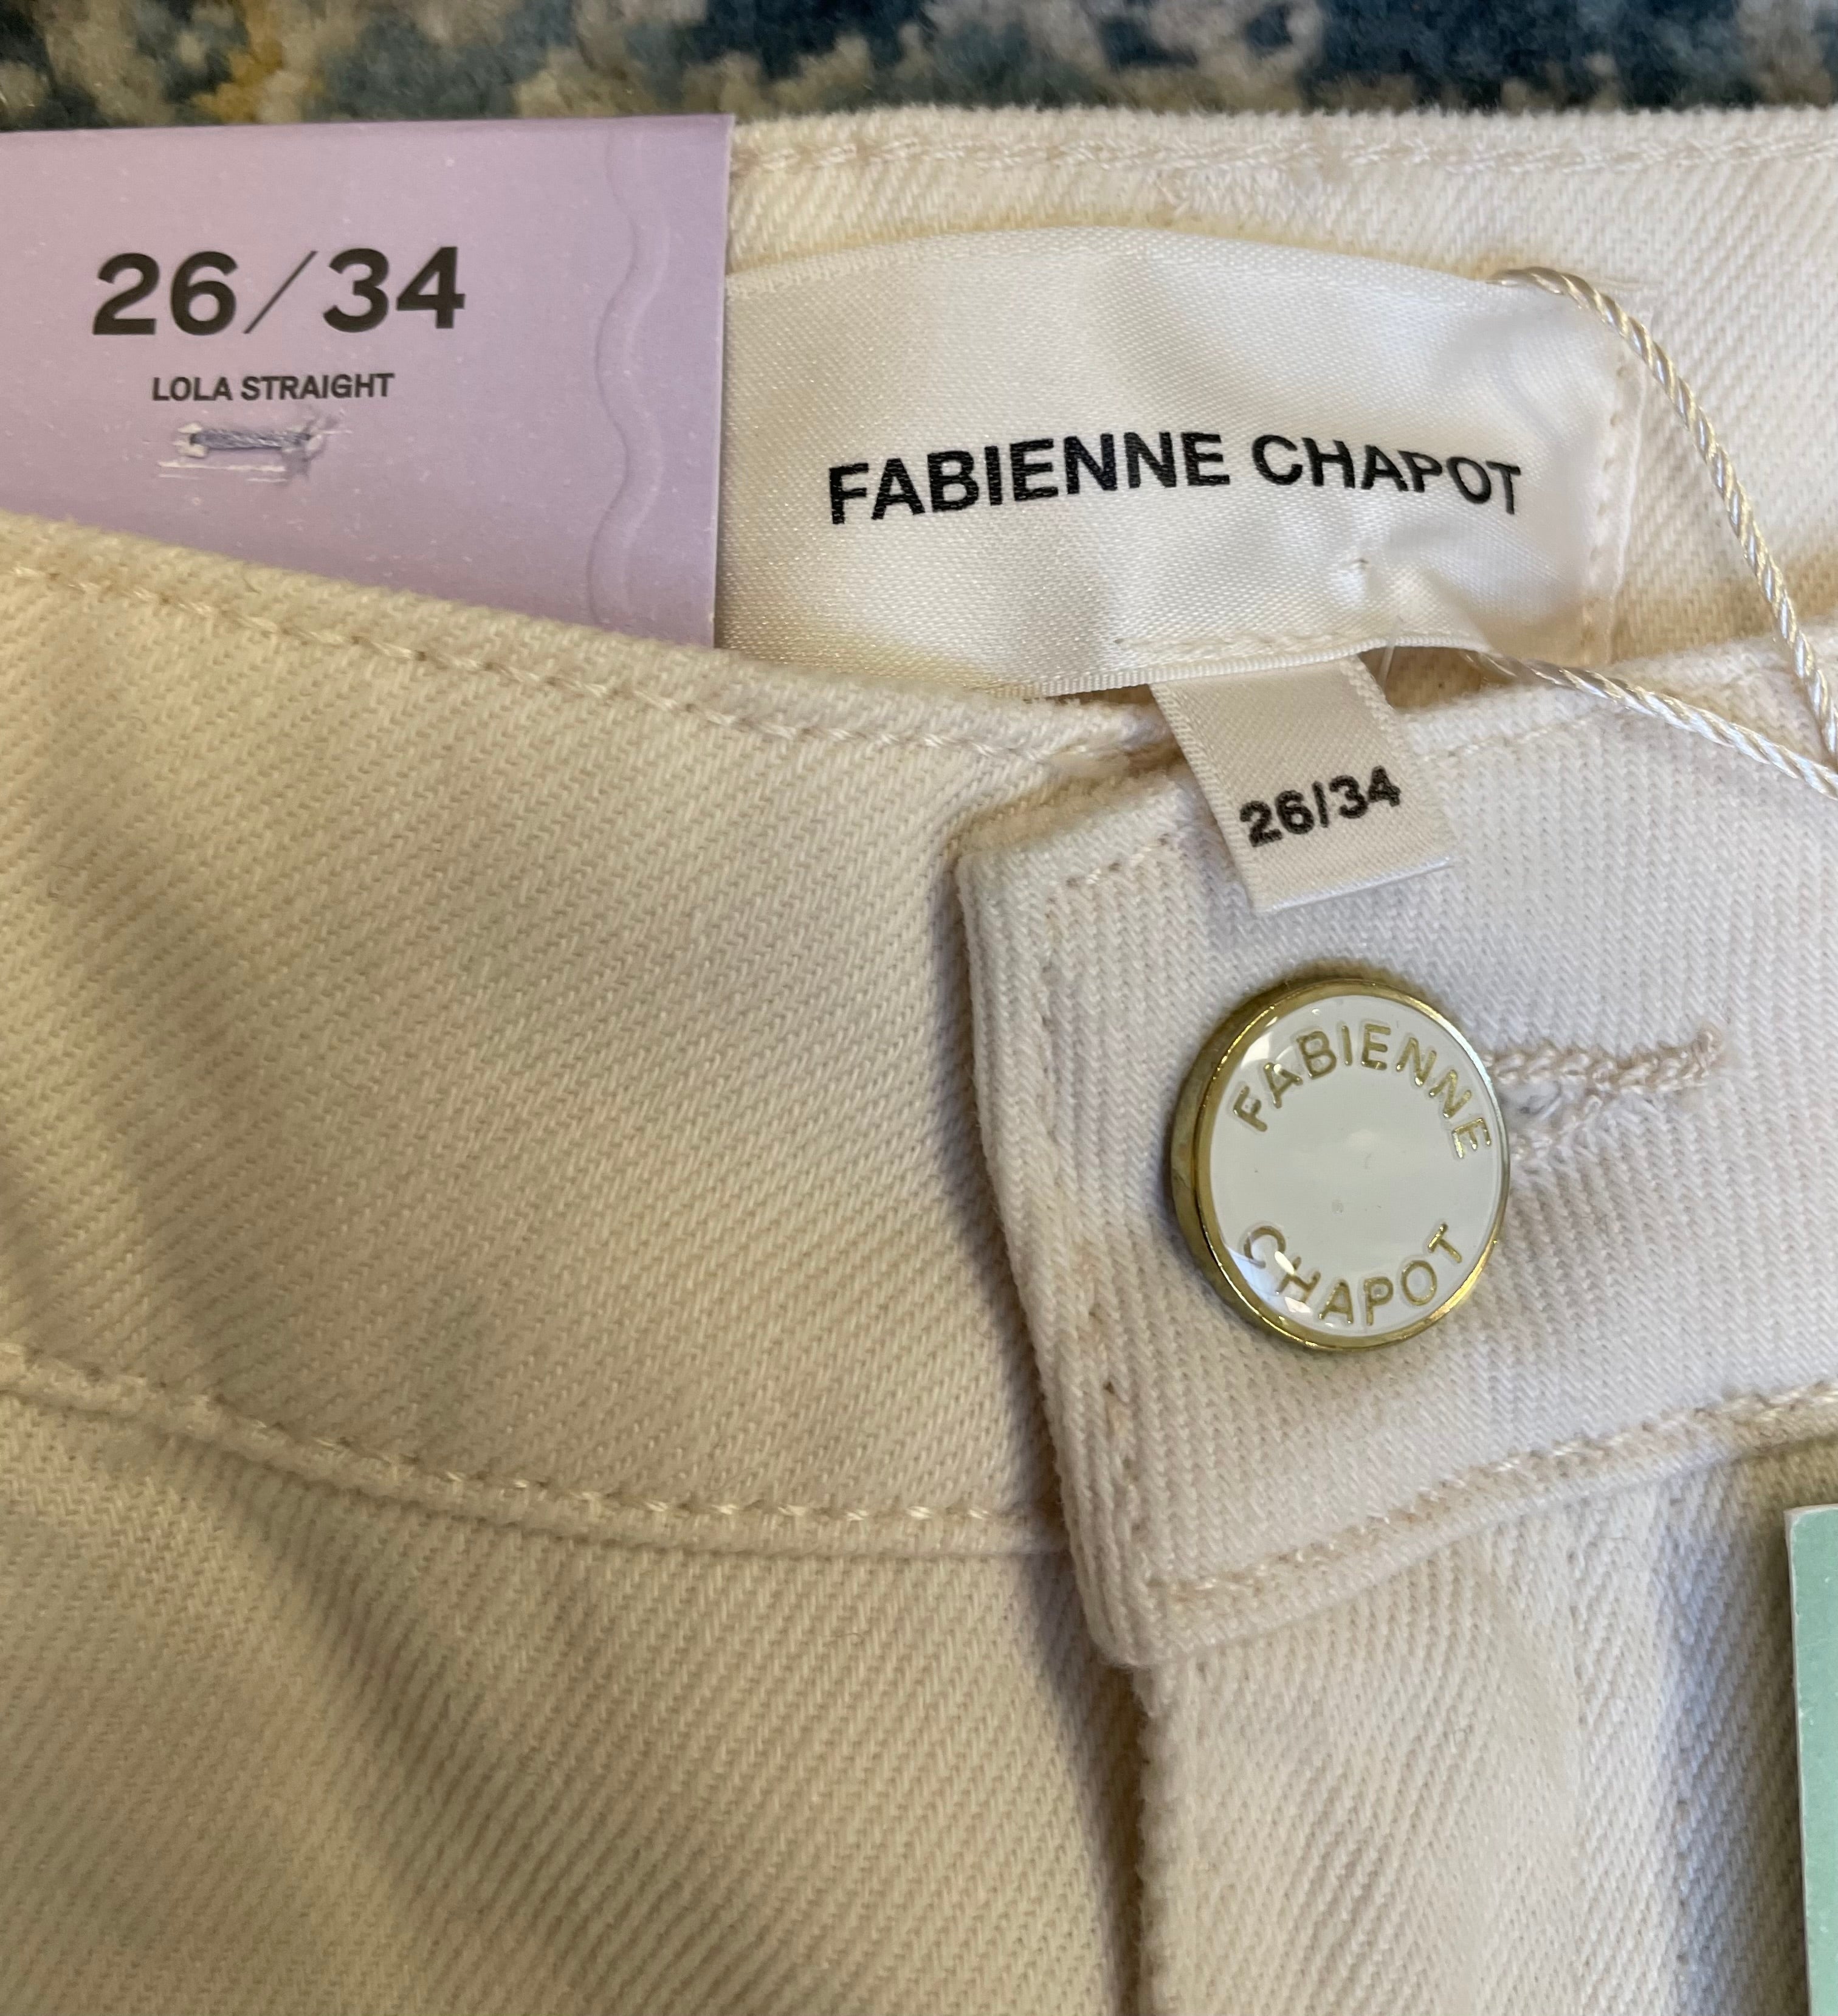 26/34
LOLA STRAIGHT
FABIENNE CHAPOT
26/34
FABIENNE
CHAPOT